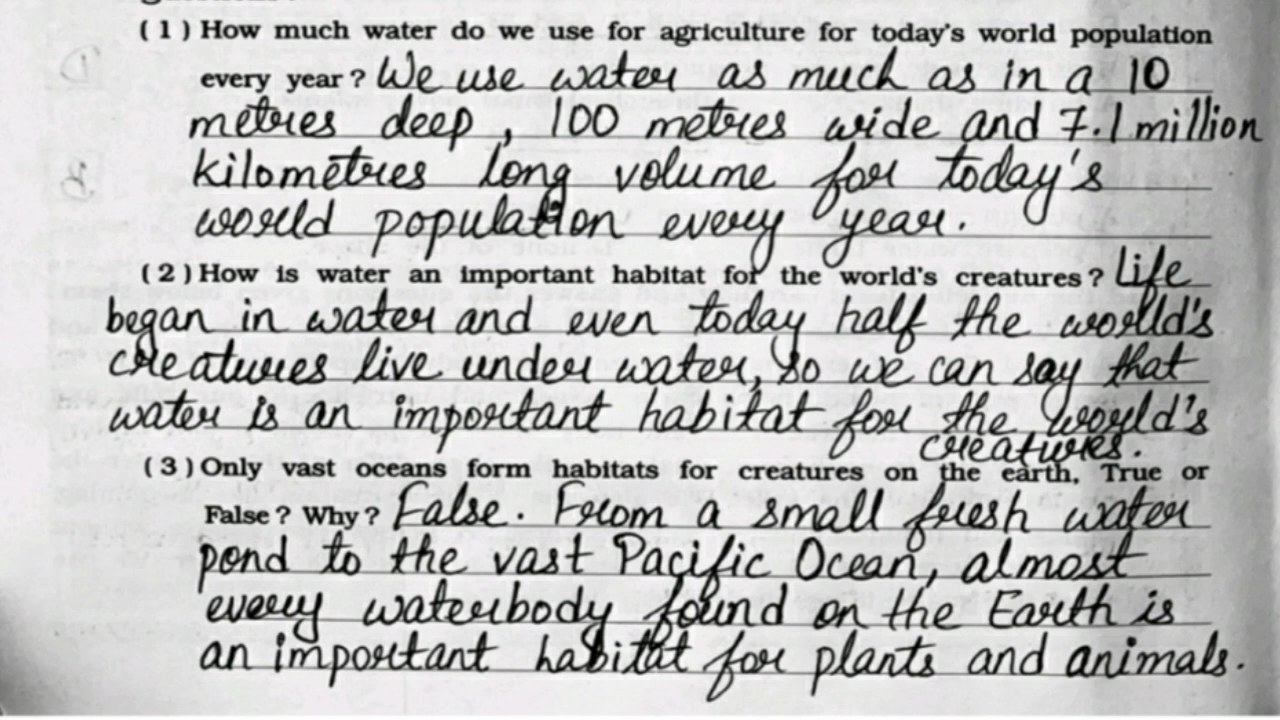 ( 1 ) How much water do we use for agriculture for today's world population
every year ? We use water as much as in a 10
metres deep , 100 metres wide and 7.1 million
kilometres long volume for today's
world population every year.
( 2 ) How is water an important habitat for the world's creatures ? Life
began in water and even today half the world's
creatures live under water, so we can say that
water is an important habitat for the world's
creatures.
( 3 ) Only vast oceans form habitats for creatures on the earth, True or
False ? Why ? False. From a small fresh water
pond to the vast Pacific Ocean, almost
every waterbody found on the Earth is
an important habitat for plants and animals.